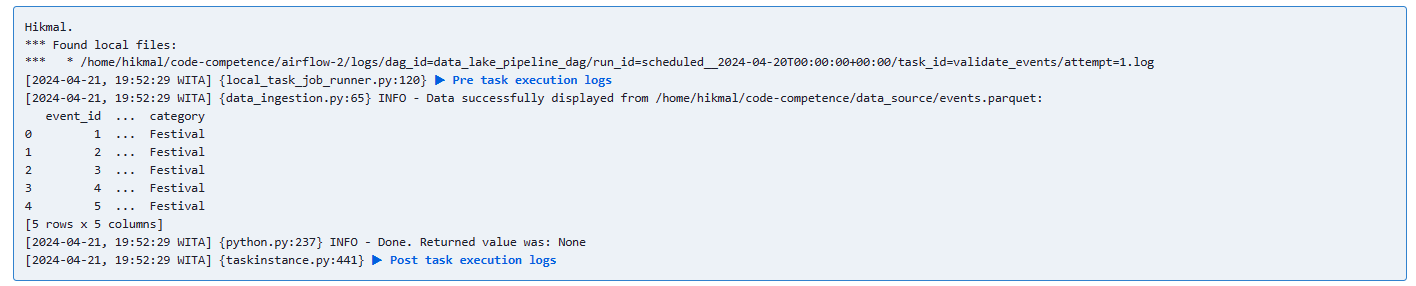 Hikmal.
*** Found local files:
***   * /home/hikmal/code-competence/airflow-2/logs/dag_id=data_lake_pipeline_dag/run_id=scheduled__2024-04-20T00:00:00+00:00/task_id=validate_events/attempt=1.log
[2024-04-21, 19:52:29 WITA] {local_task_job_runner.py:120} ▶ Pre task execution logs
[2024-04-21, 19:52:29 WITA] {data_ingestion.py:65} INFO - Data successfully displayed from /home/hikmal/code-competence/data_source/events.parquet:
   event_id  ...  category
0         1  ...  Festival
1         2  ...  Festival
2         3  ...  Festival
3         4  ...  Festival
4         5  ...  Festival
[5 rows x 5 columns]
[2024-04-21, 19:52:29 WITA] {python.py:237} INFO - Done. Returned value was: None
[2024-04-21, 19:52:29 WITA] {taskinstance.py:441} ▶ Post task execution logs